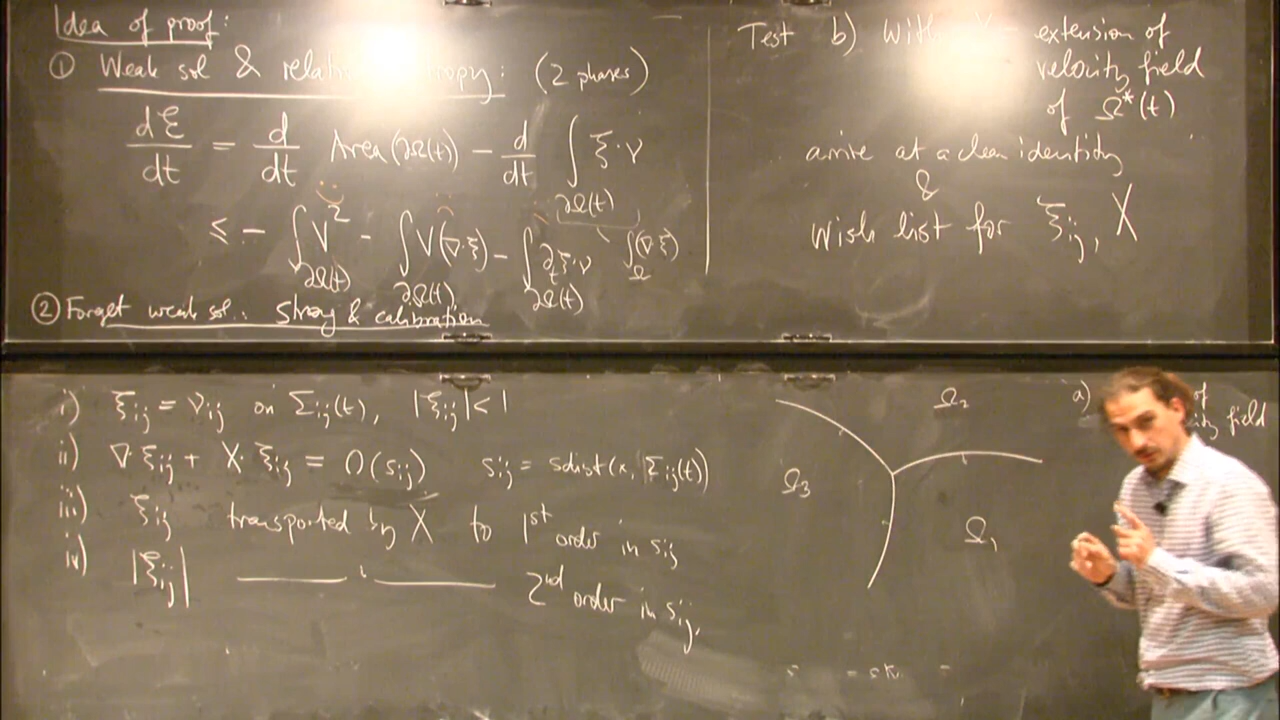 Idea of proof:
① Weak sol & relative entropy: (2 phases)
dℰ/dt = d/dt Area(∂Ω(t)) - d/dt ∫_{∂Ω(t)} ξ·ν
≤ - ∫_{∂Ω(t)} V² - ∫_{∂Ω(t)} V(∇·ξ) - ∫_{∂Ω(t)} ∂_t ξ·ν ∫_Ω (∇·ξ)
② Forget weak sol.: strong & calibration
Test b) with extension of
velocity field
of Ω*(t)
arrive at a clean identity
&
wish list for ξ_ij, X
i) ξ_ij = ν_ij on Σ_ij(t), |ξ_ij| < 1
ii) ∇·ξ_ij + X·ξ_ij = O(s_ij) s_ij = sdist(x, Σ_ij(t))
iii) ξ_ij transported by X to 1st order in s_ij
iv) |ξ_ij| —— " —— 2nd order in s_ij.
Ω₂
Ω₃
Ω₁
a) of
field